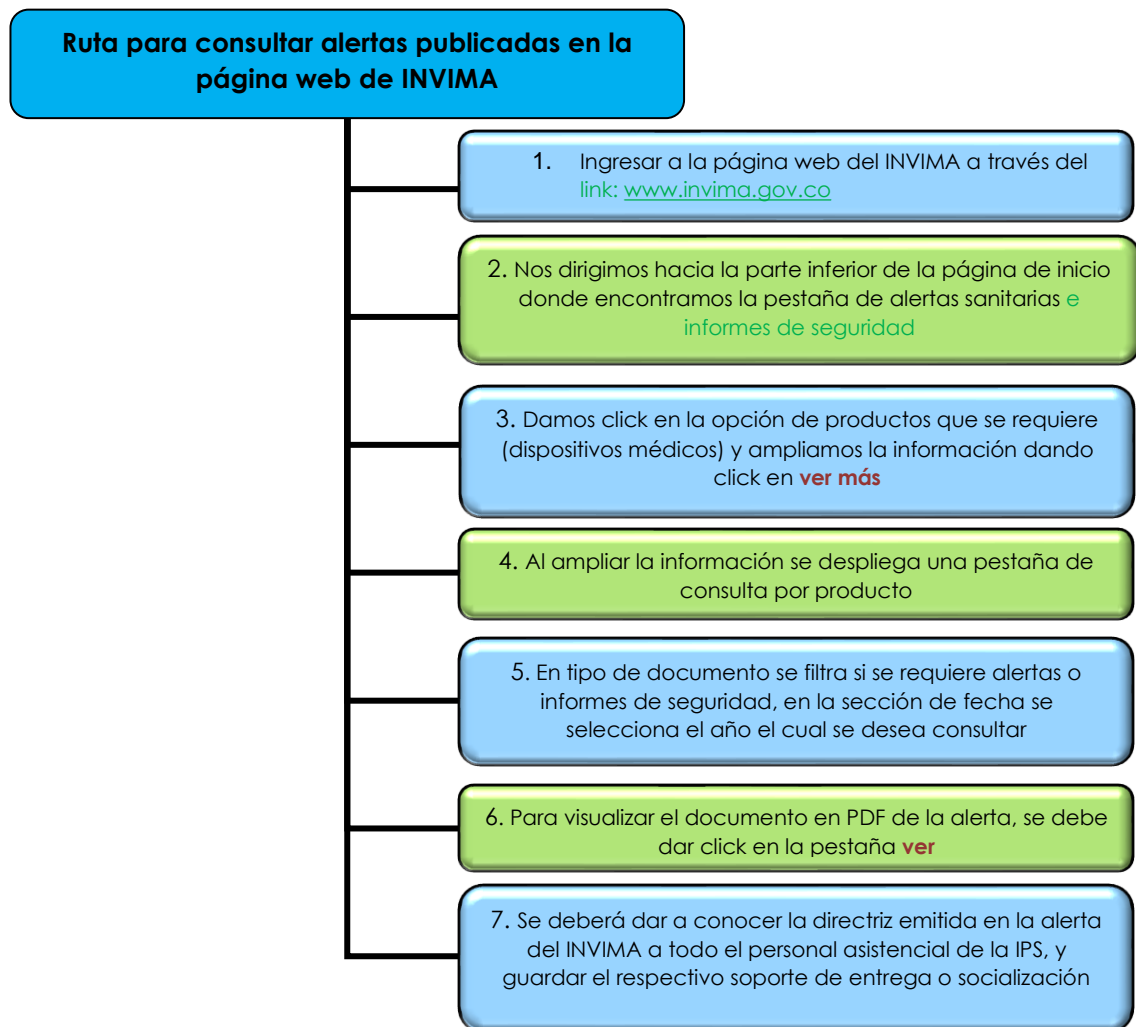 Ruta para consultar alertas publicadas en la
página web de INVIMA
1. Ingresar a la página web del INVIMA a través del
link: www.invima.gov.co
2. Nos dirigimos hacia la parte inferior de la página de inicio
donde encontramos la pestaña de alertas sanitarias e
informes de seguridad
3. Damos click en la opción de productos que se requiere
(dispositivos médicos) y ampliamos la información dando
click en ver más
4. Al ampliar la información se despliega una pestaña de
consulta por producto
5. En tipo de documento se filtra si se requiere alertas o
informes de seguridad, en la sección de fecha se
selecciona el año el cual se desea consultar
6. Para visualizar el documento en PDF de la alerta, se debe
dar click en la pestaña ver
7. Se deberá dar a conocer la directriz emitida en la alerta
del INVIMA a todo el personal asistencial de la IPS, y
guardar el respectivo soporte de entrega o socialización